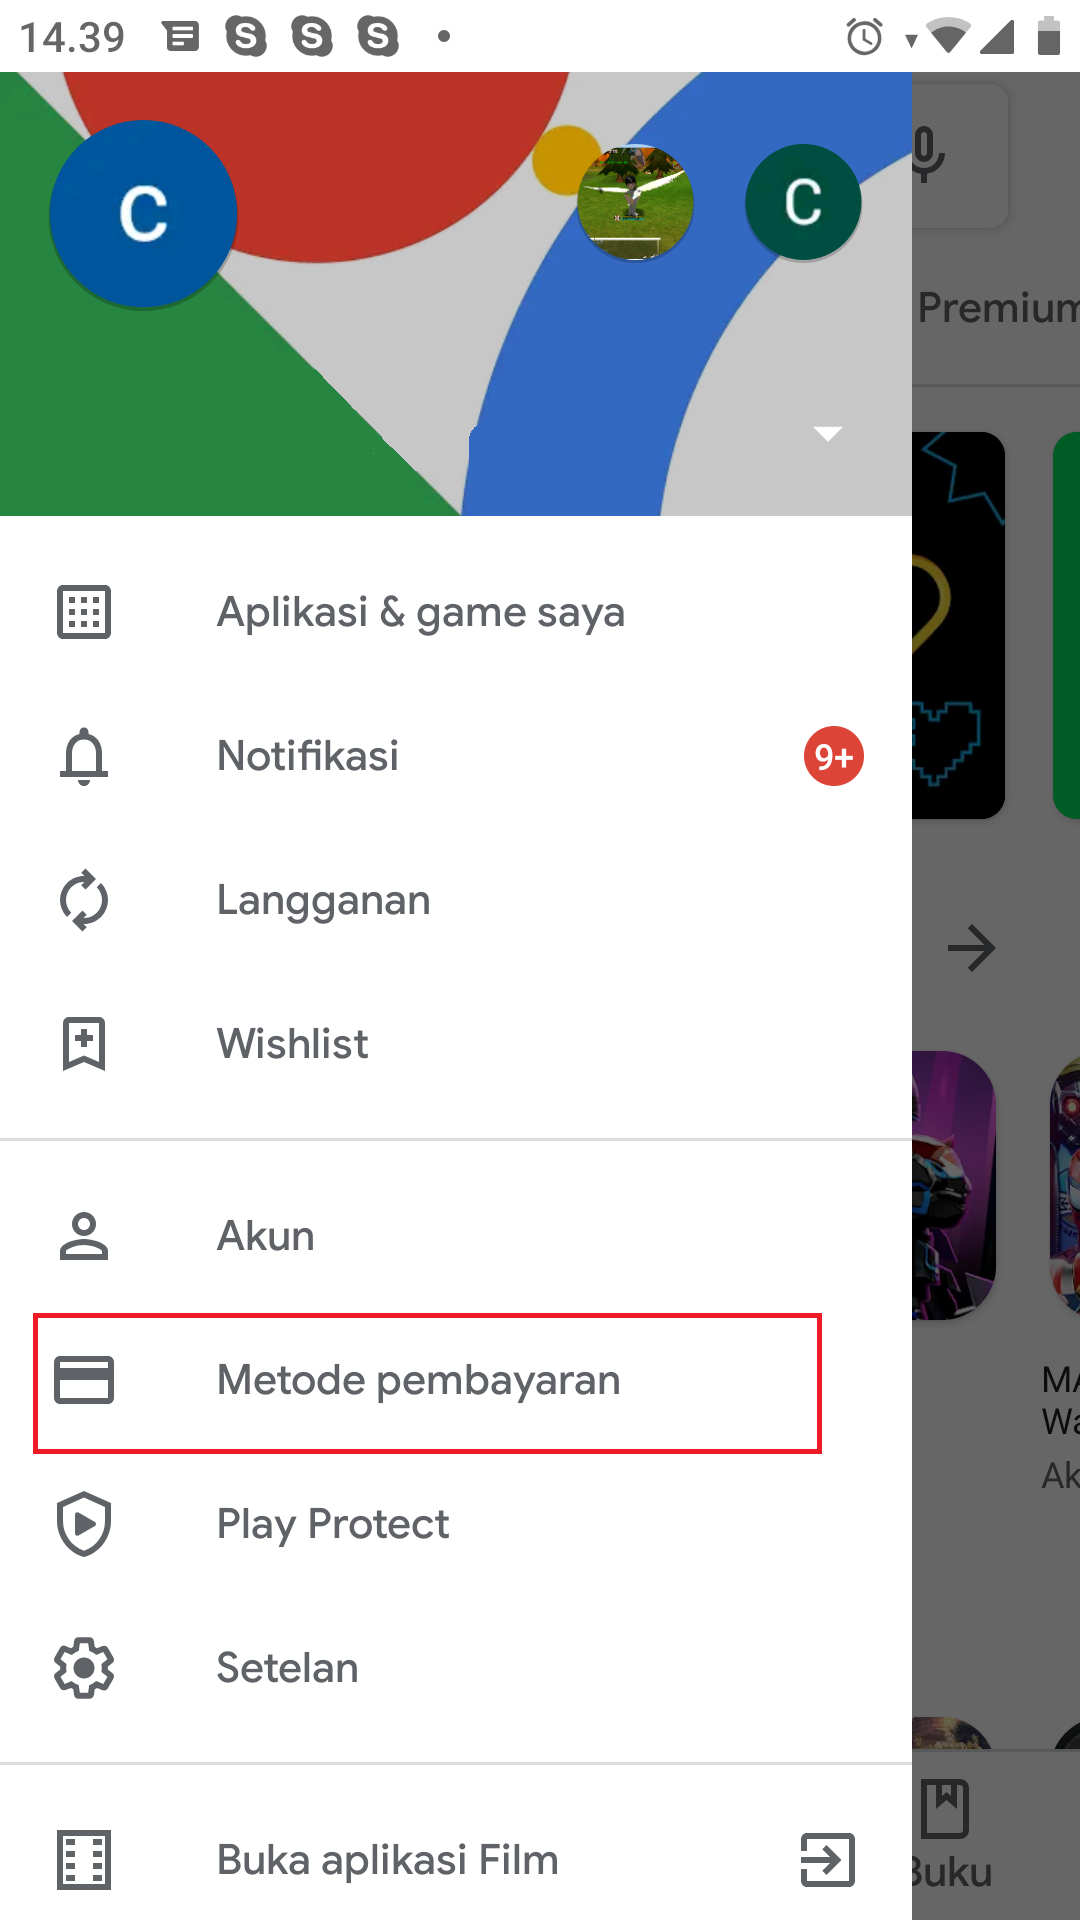 14.39
C
C
Premium
Aplikasi & game saya
Notifikasi
9+
Langganan
Wishlist
Akun
Metode pembayaran
MA
Wa
Ak
Play Protect
Setelan
Buka aplikasi Film
Buku